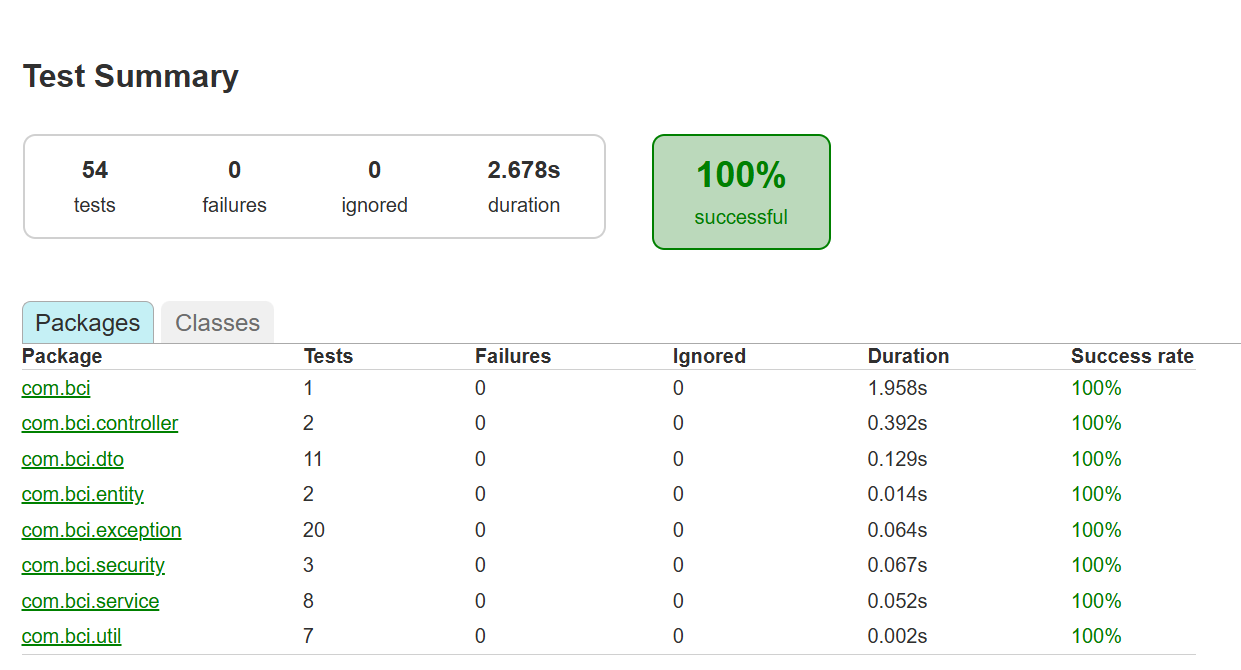 Test Summary
54 0 0 2.678s
tests failures ignored duration
100%
successful
Packages Classes
Package Tests Failures Ignored Duration Success rate
com.bci 1 0 0 1.958s 100%
com.bci.controller 2 0 0 0.392s 100%
com.bci.dto 11 0 0 0.129s 100%
com.bci.entity 2 0 0 0.014s 100%
com.bci.exception 20 0 0 0.064s 100%
com.bci.security 3 0 0 0.067s 100%
com.bci.service 8 0 0 0.052s 100%
com.bci.util 7 0 0 0.002s 100%